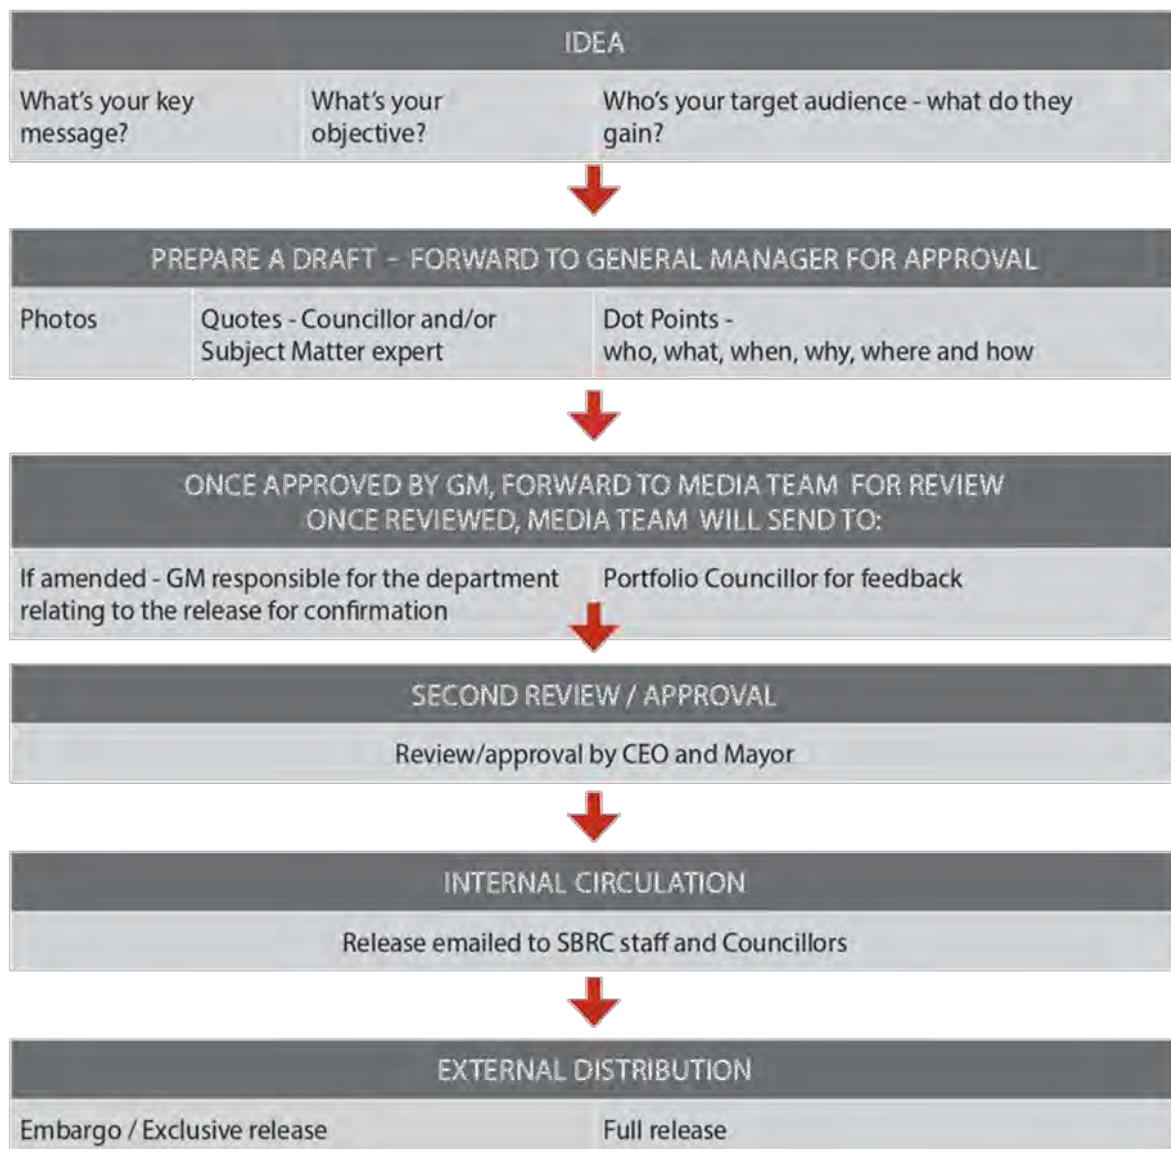 IDEA
What's your key
message?
What's your
objective?
Who's your target audience - what do they
gain?
PREPARE A DRAFT - FORWARD TO GENERAL MANAGER FOR APPROVAL
Photos
Quotes - Councillor and/or
Subject Matter expert
Dot Points -
who, what, when, why, where and how
ONCE APPROVED BY GM, FORWARD TO MEDIA TEAM FOR REVIEW
ONCE REVIEWED, MEDIA TEAM WILL SEND TO:
If amended - GM responsible for the department
relating to the release for confirmation
Portfolio Councillor for feedback
SECOND REVIEW / APPROVAL
Review/approval by CEO and Mayor
INTERNAL CIRCULATION
Release emailed to SBRC staff and Councillors
EXTERNAL DISTRIBUTION
Embargo / Exclusive release
Full release